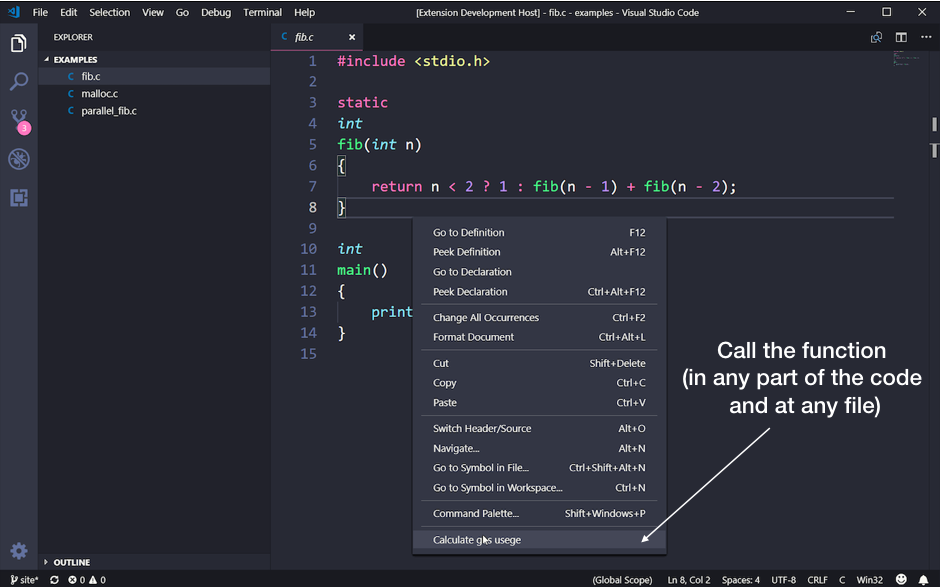 File Edit Selection View Go Debug Terminal Help [Extension Development Host] - fib.c - examples - Visual Studio Code
EXPLORER
EXAMPLES
C fib.c
C malloc.c
C parallel_fib.c
3
OUTLINE
C fib.c
1 #include <stdio.h>
2
3 static
4 int
5 fib(int n)
6 {
7 return n < 2 ? 1 : fib(n - 1) + fib(n - 2);
8 }
9
10 int
11 main()
12 {
13 print
14 }
15
Go to Definition F12
Peek Definition Alt+F12
Go to Declaration
Peek Declaration Ctrl+Alt+F12
Change All Occurrences Ctrl+F2
Format Document Ctrl+Alt+L
Cut Shift+Delete
Copy Ctrl+C
Paste Ctrl+V
Switch Header/Source Alt+O
Navigate... Alt+N
Go to Symbol in File... Ctrl+Shift+Alt+N
Go to Symbol in Workspace... Ctrl+N
Command Palette... Shift+Windows+P
Calculate gas usege
Call the function
(in any part of the code
and at any file)
site* 0 0 (Global Scope) Ln 8, Col 2 Spaces: 4 UTF-8 CRLF C Win32